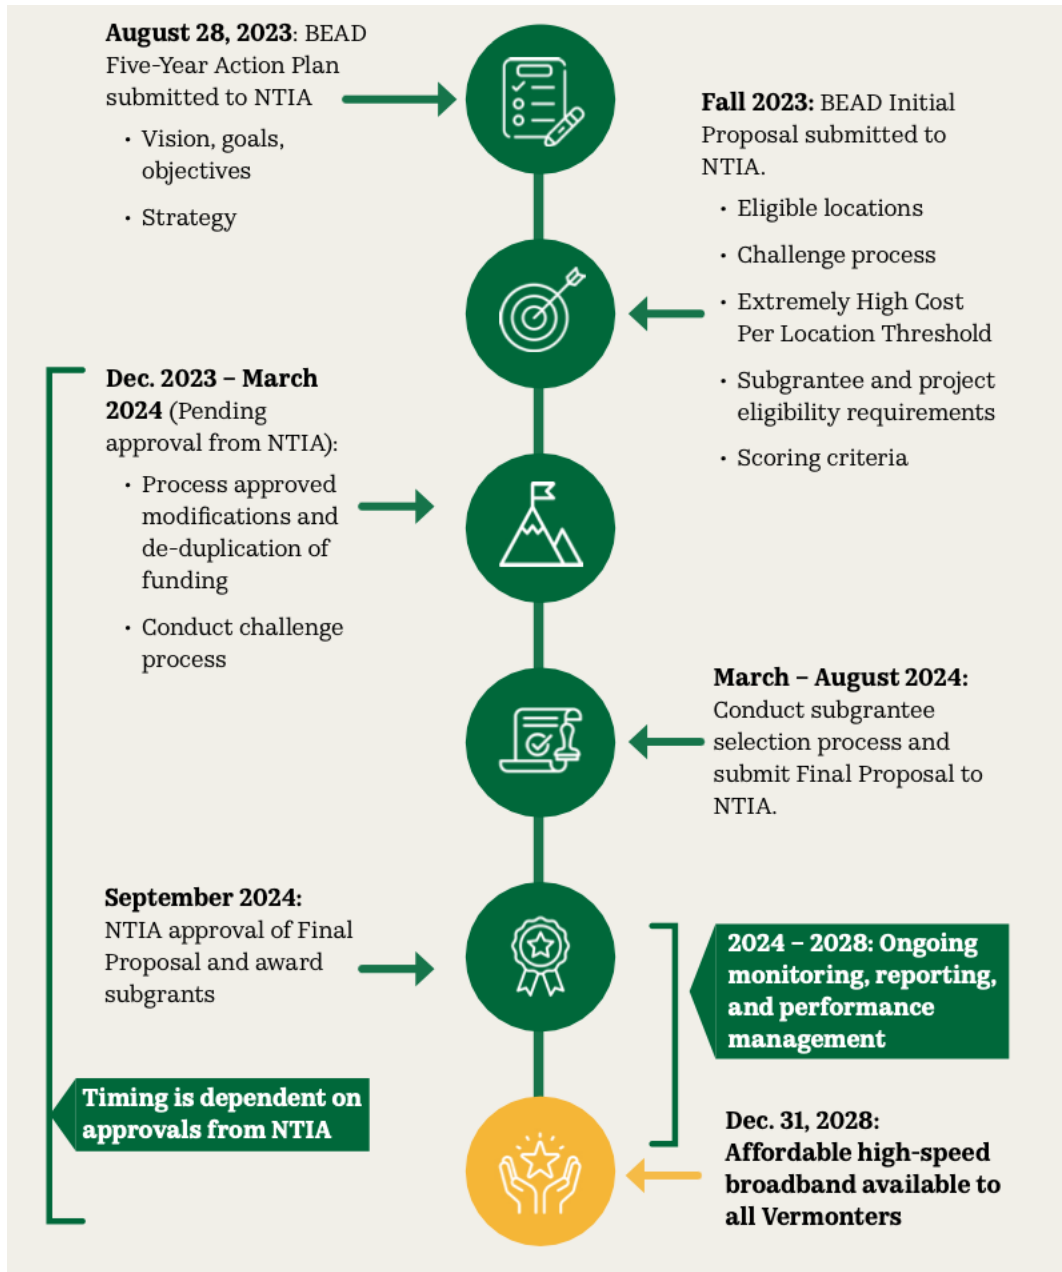 August 28, 2023: BEAD
Five-Year Action Plan
submitted to NTIA
• Vision, goals,
objectives
• Strategy
Fall 2023: BEAD Initial
Proposal submitted to
NTIA.
• Eligible locations
• Challenge process
• Extremely High Cost
Per Location Threshold
• Subgrantee and project
eligibility requirements
• Scoring criteria
Dec. 2023 – March
2024 (Pending
approval from NTIA):
• Process approved
modifications and
de-duplication of
funding
• Conduct challenge
process
March – August 2024:
Conduct subgrantee
selection process and
submit Final Proposal to
NTIA.
September 2024:
NTIA approval of Final
Proposal and award
subgrants
2024 – 2028: Ongoing
monitoring, reporting,
and performance
management
Timing is dependent on
approvals from NTIA
Dec. 31, 2028:
Affordable high-speed
broadband available to
all Vermonters